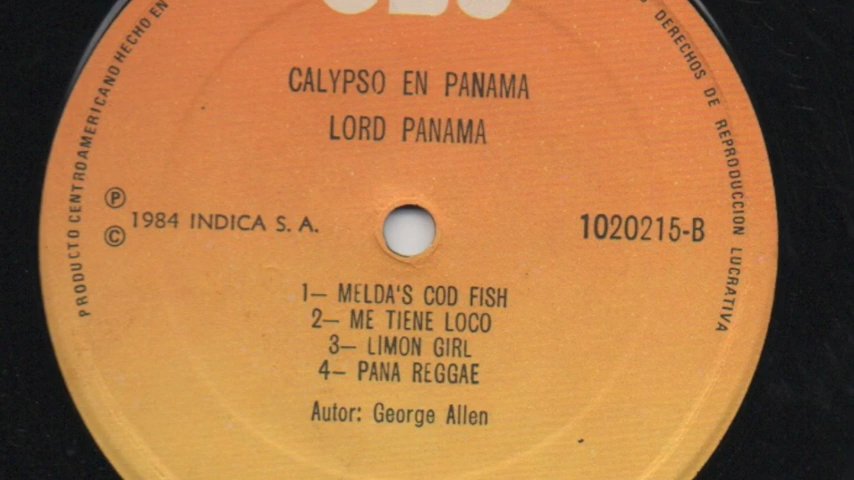 CALYPSO EN PANAMA
LORD PANAMA
Ⓟ
© 1984 INDICA S. A.
1020215-B
1– MELDA'S COD FISH
2– ME TIENE LOCO
3– LIMON GIRL
4– PANA REGGAE
Autor: George Allen
PRODUCTO CENTROAMERICANO HECHO EN
DERECHOS DE REPRODUCCION LUCRATIVA